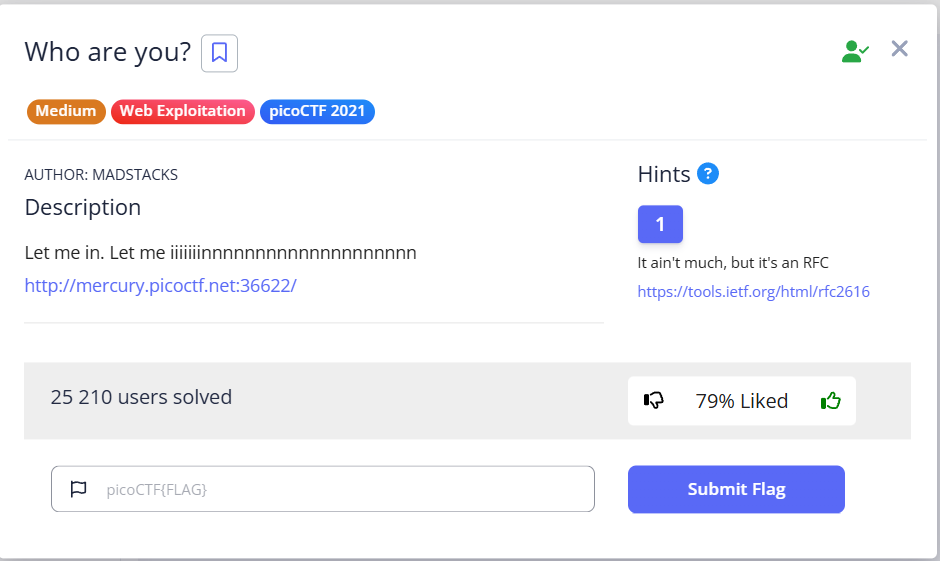 Who are you?
Medium Web Exploitation picoCTF 2021
AUTHOR: MADSTACKS
Description
Let me in. Let me iiiiiiinnnnnnnnnnnnnnnnnnnn
http://mercury.picoctf.net:36622/
Hints ?
1
It ain't much, but it's an RFC
https://tools.ietf.org/html/rfc2616
25 210 users solved
79% Liked
picoCTF{FLAG}
Submit Flag